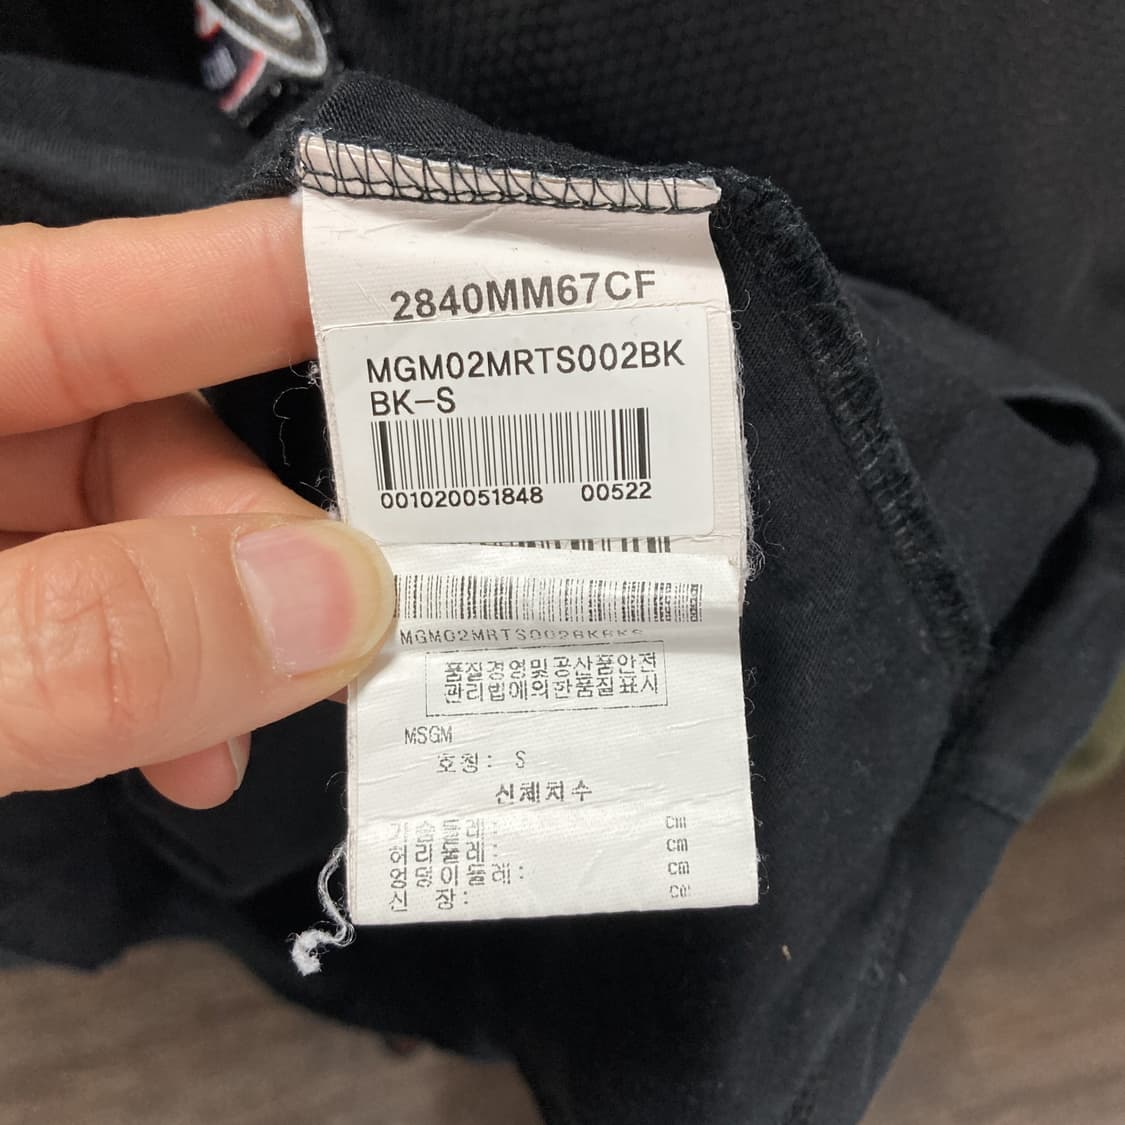 2840MM67CF
MGM02MRTS002BK
BK-S
001020051848 00522
MGM02MRTS002BKBKS
품질경영및공산품안전
관리법에의한품질표시
MSGM
호칭: S
신체치수
가슴둘레: cm
허리둘레: cm
엉덩이둘레: cm
신 장: cm